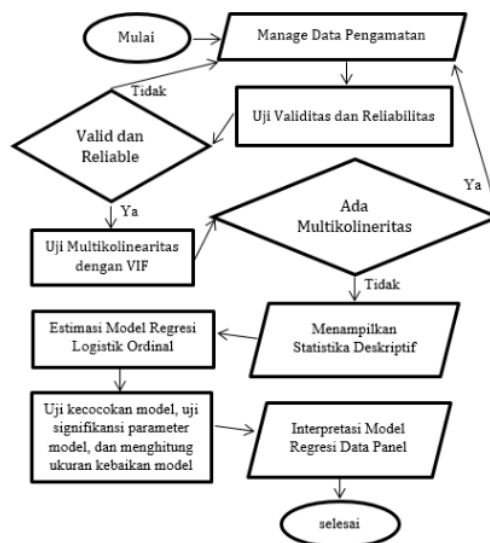 Mulai
Manage Data Pengamatan
Tidak
Uji Validitas dan Reliabilitas
Valid dan
Reliable
Ya
Ya
Ada
Multikolineritas
Uji Multikolinearitas
dengan VIF
Tidak
Estimasi Model Regresi
Logistik Ordinal
Menampilkan
Statistika Deskriptif
Uji kecocokan model, uji
signifikansi parameter
model, dan menghitung
ukuran kebaikan model
Interpretasi Model
Regresi Data Panel
selesai